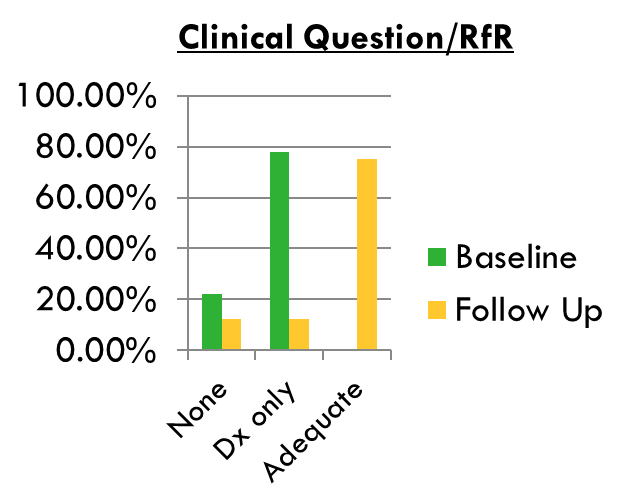 Clinical Question/RfR
100.00%
80.00%
60.00%
40.00%
20.00%
0.00%
None
Dx only
Adequate
Baseline
Follow Up